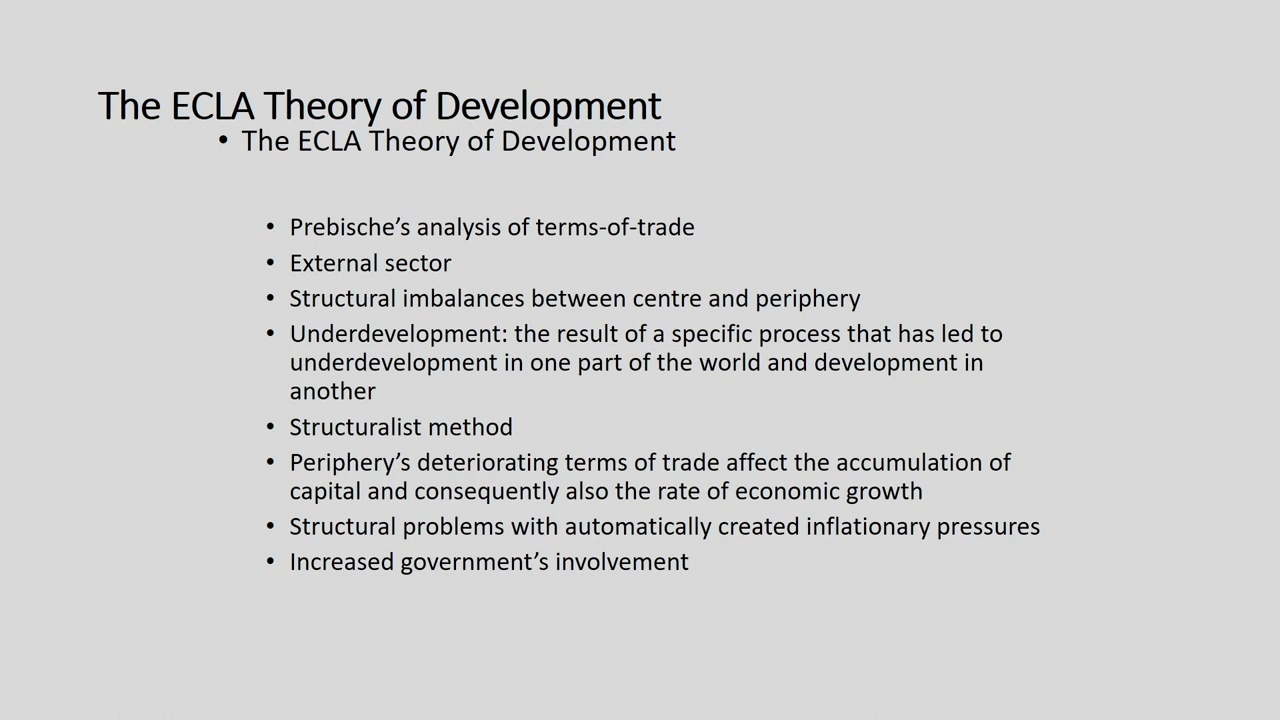 The ECLA Theory of Development
• The ECLA Theory of Development
• Prebische’s analysis of terms-of-trade
• External sector
• Structural imbalances between centre and periphery
• Underdevelopment: the result of a specific process that has led to
underdevelopment in one part of the world and development in
another
• Structuralist method
• Periphery’s deteriorating terms of trade affect the accumulation of
capital and consequently also the rate of economic growth
• Structural problems with automatically created inflationary pressures
• Increased government’s involvement